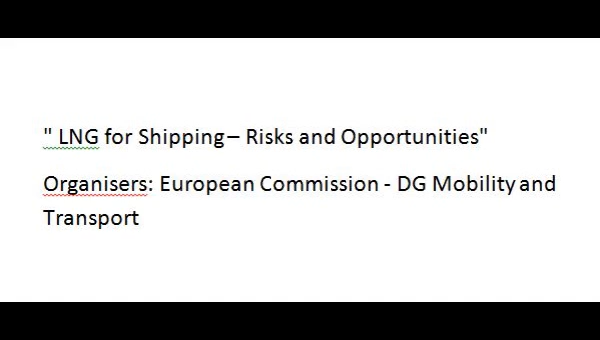 " LNG for Shipping – Risks and Opportunities"
Organisers: European Commission - DG Mobility and
Transport